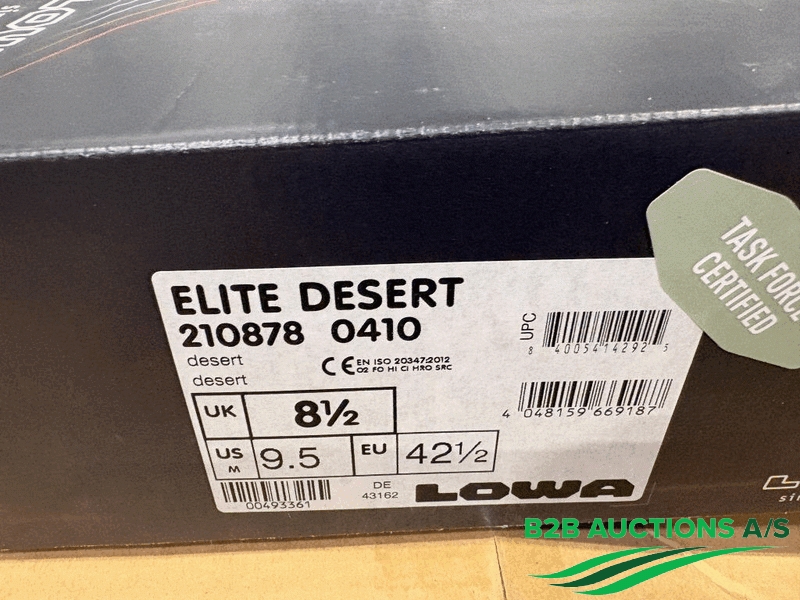 TASK FORCE
CERTIFIED
ELITE DESERT
210878 0410
desert
desert
CE EN ISO 20347:2012
O2 FO HI CI HRO SRC
UPC
8 40054 14292 5
4 048159 669187
UK 8½
US M 9.5 EU 42½
00493361
DE
43162
LOWA
B2B AUCTIONS A/S